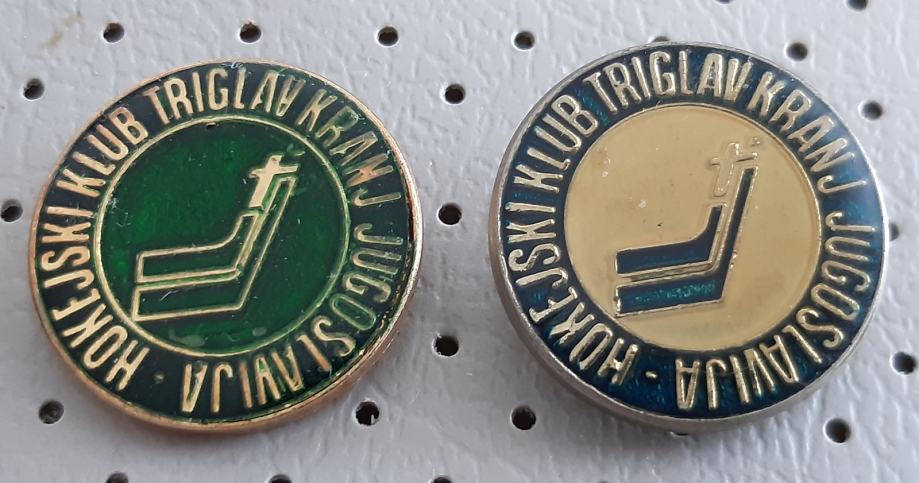 HOKEJSKI KLUB TRIGLAV KRANJ JUGOSLAVIJA
t
HOKEJSKI KLUB TRIGLAV KRANJ JUGOSLAVIJA -
t